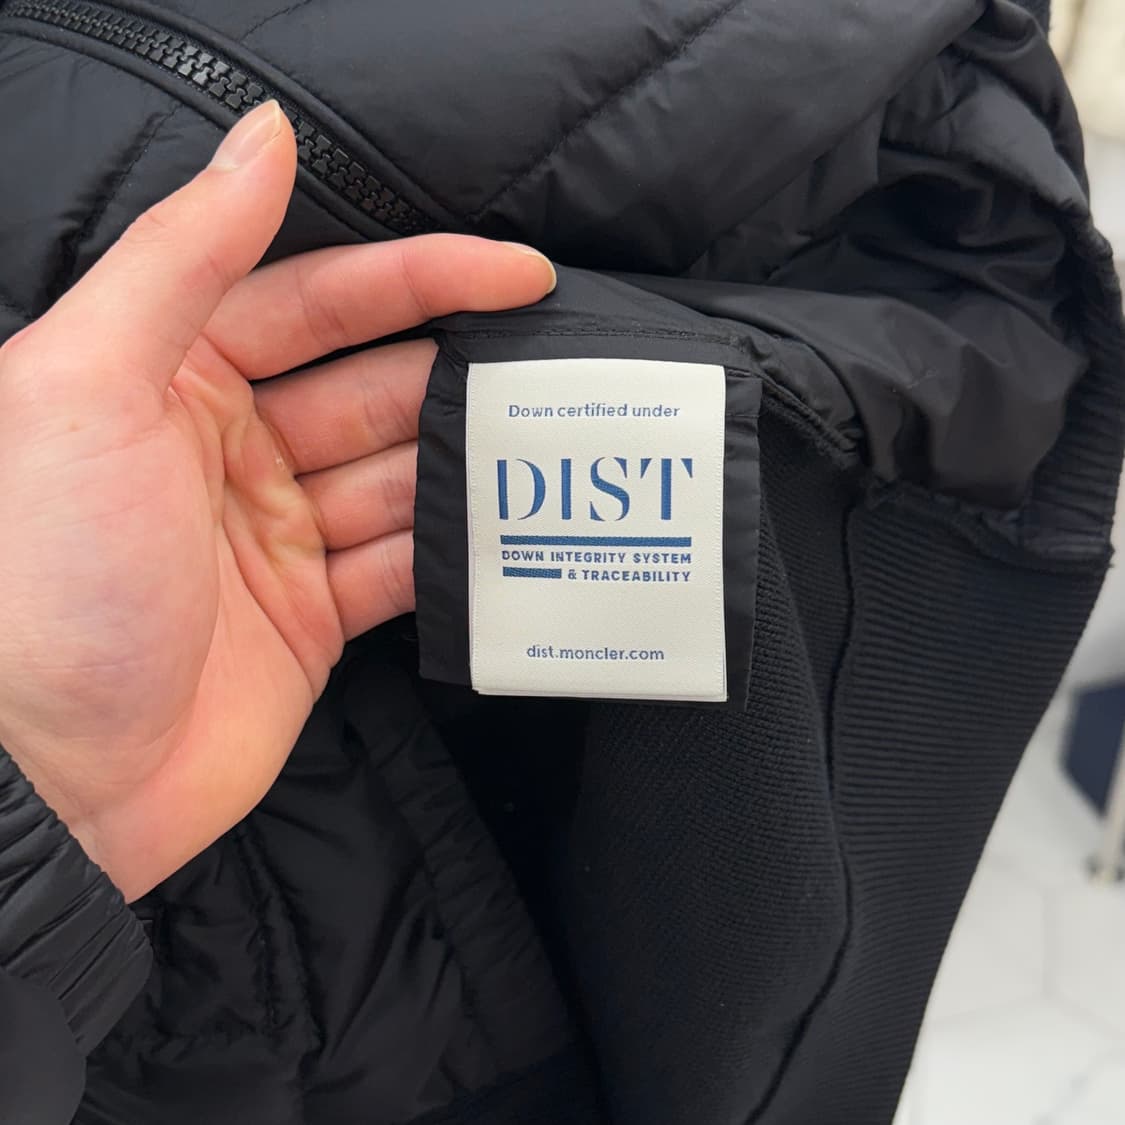 Down certified under
DIST
DOWN INTEGRITY SYSTEM
& TRACEABILITY
dist.moncler.com